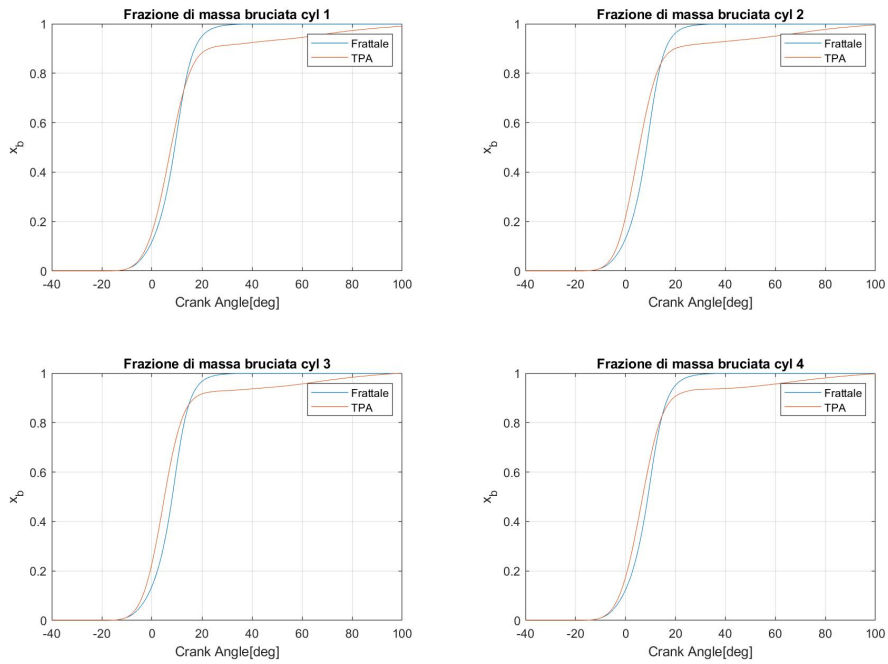 Frazione di massa bruciata cyl 1
1
0.8
0.6
0.4
0.2
0
x_b
-40 -20 0 20 40 60 80 100
Crank Angle[deg]
Frattale
TPA
Frazione di massa bruciata cyl 2
1
0.8
0.6
0.4
0.2
0
x_b
-40 -20 0 20 40 60 80 100
Crank Angle[deg]
Frattale
TPA
Frazione di massa bruciata cyl 3
1
0.8
0.6
0.4
0.2
0
x_b
-40 -20 0 20 40 60 80 100
Crank Angle[deg]
Frattale
TPA
Frazione di massa bruciata cyl 4
1
0.8
0.6
0.4
0.2
0
x_b
-40 -20 0 20 40 60 80 100
Crank Angle[deg]
Frattale
TPA